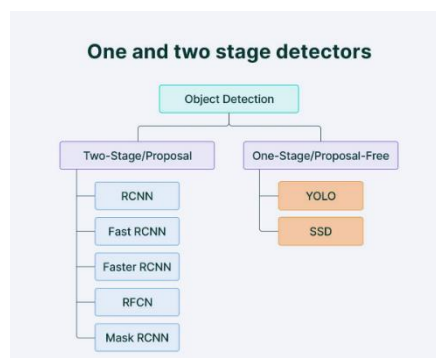 One and two stage detectors
Object Detection
Two-Stage/Proposal
One-Stage/Proposal-Free
RCNN
YOLO
Fast RCNN
SSD
Faster RCNN
RFCN
Mask RCNN